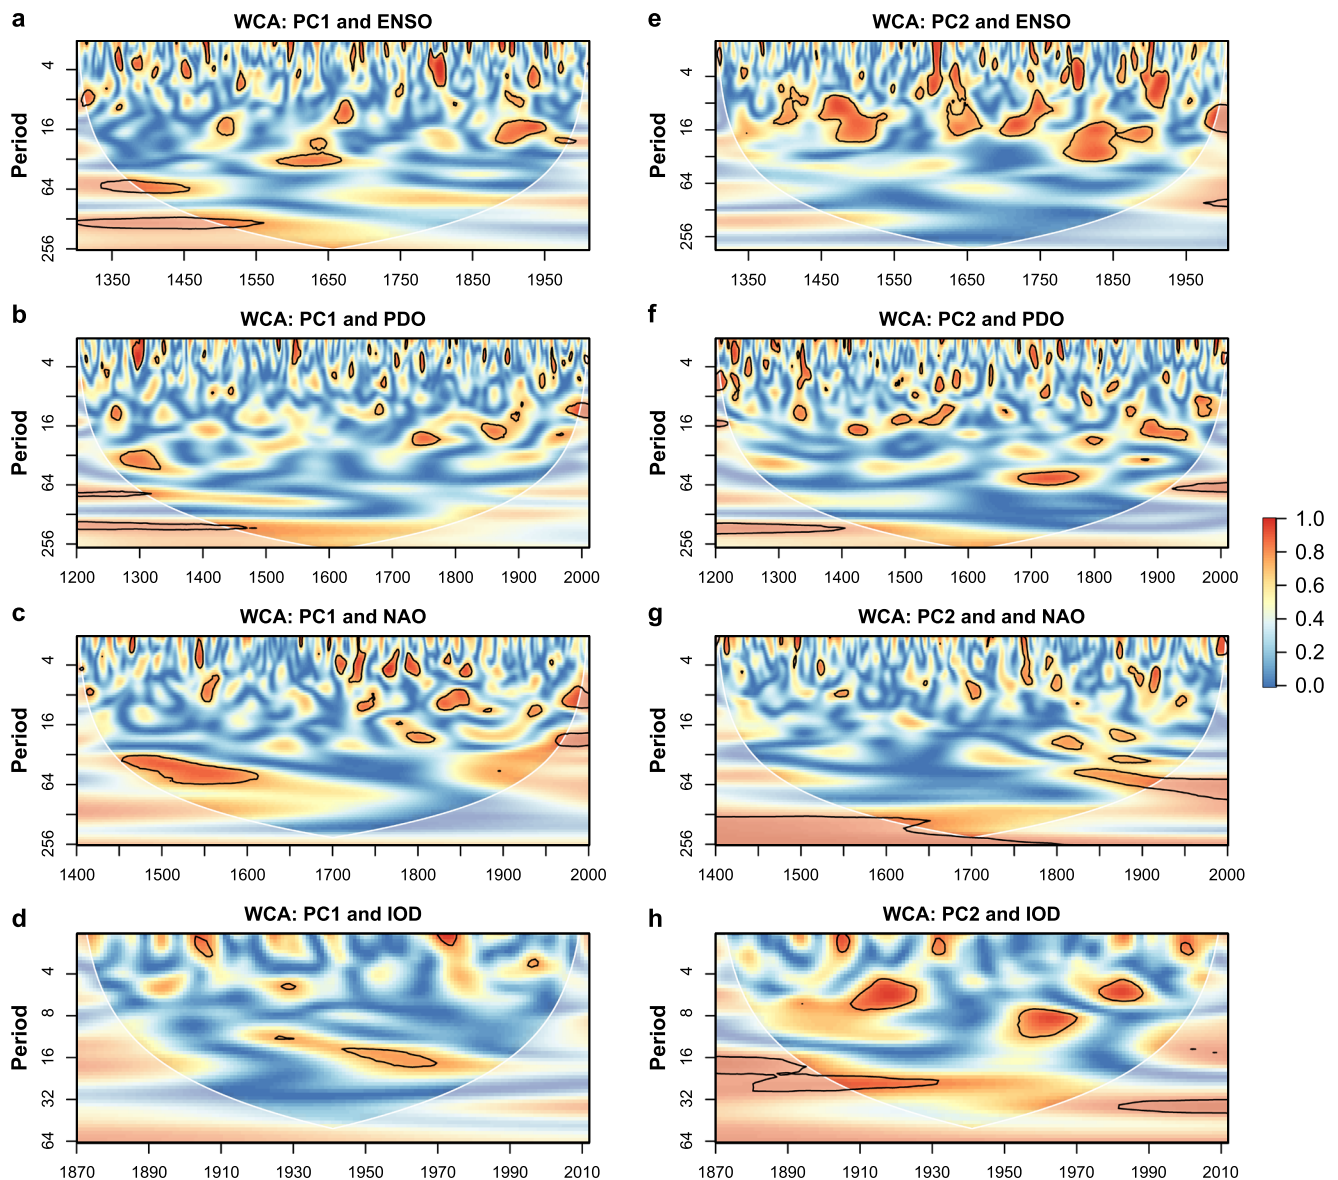 a
WCA: PC1 and ENSO
Period
4
16
64
256
1350 1450 1550 1650 1750 1850 1950
e
WCA: PC2 and ENSO
Period
4
16
64
256
1350 1450 1550 1650 1750 1850 1950
b
WCA: PC1 and PDO
Period
4
16
64
256
1200 1300 1400 1500 1600 1700 1800 1900 2000
f
WCA: PC2 and PDO
Period
4
16
64
256
1200 1300 1400 1500 1600 1700 1800 1900 2000
1.0
0.8
0.6
0.4
0.2
0.0
c
WCA: PC1 and NAO
Period
4
16
64
256
1400 1500 1600 1700 1800 1900 2000
g
WCA: PC2 and and NAO
Period
4
16
64
256
1400 1500 1600 1700 1800 1900 2000
d
WCA: PC1 and IOD
Period
4
8
16
32
64
1870 1890 1910 1930 1950 1970 1990 2010
h
WCA: PC2 and IOD
Period
4
8
16
32
64
1870 1890 1910 1930 1950 1970 1990 2010